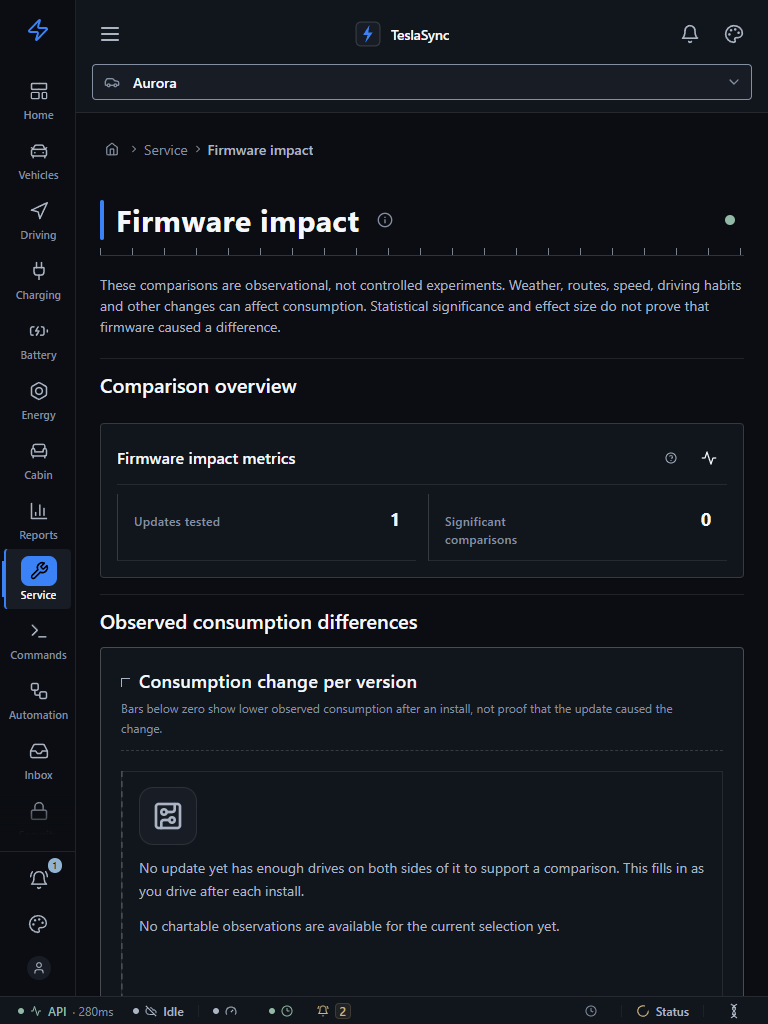 TeslaSync
Aurora
Home
Vehicles
Driving
Charging
Battery
Energy
Cabin
Reports
Service
Commands
Automation
Inbox
1
Service > Firmware impact
Firmware impact
These comparisons are observational, not controlled experiments. Weather, routes, speed, driving habits
and other changes can affect consumption. Statistical significance and effect size do not prove that
firmware caused a difference.
Comparison overview
Firmware impact metrics
Updates tested 1
Significant
comparisons 0
Observed consumption differences
Consumption change per version
Bars below zero show lower observed consumption after an install, not proof that the update caused the
change.
No update yet has enough drives on both sides of it to support a comparison. This fills in as
you drive after each install.
No chartable observations are available for the current selection yet.
API · 280ms Idle 2 Status